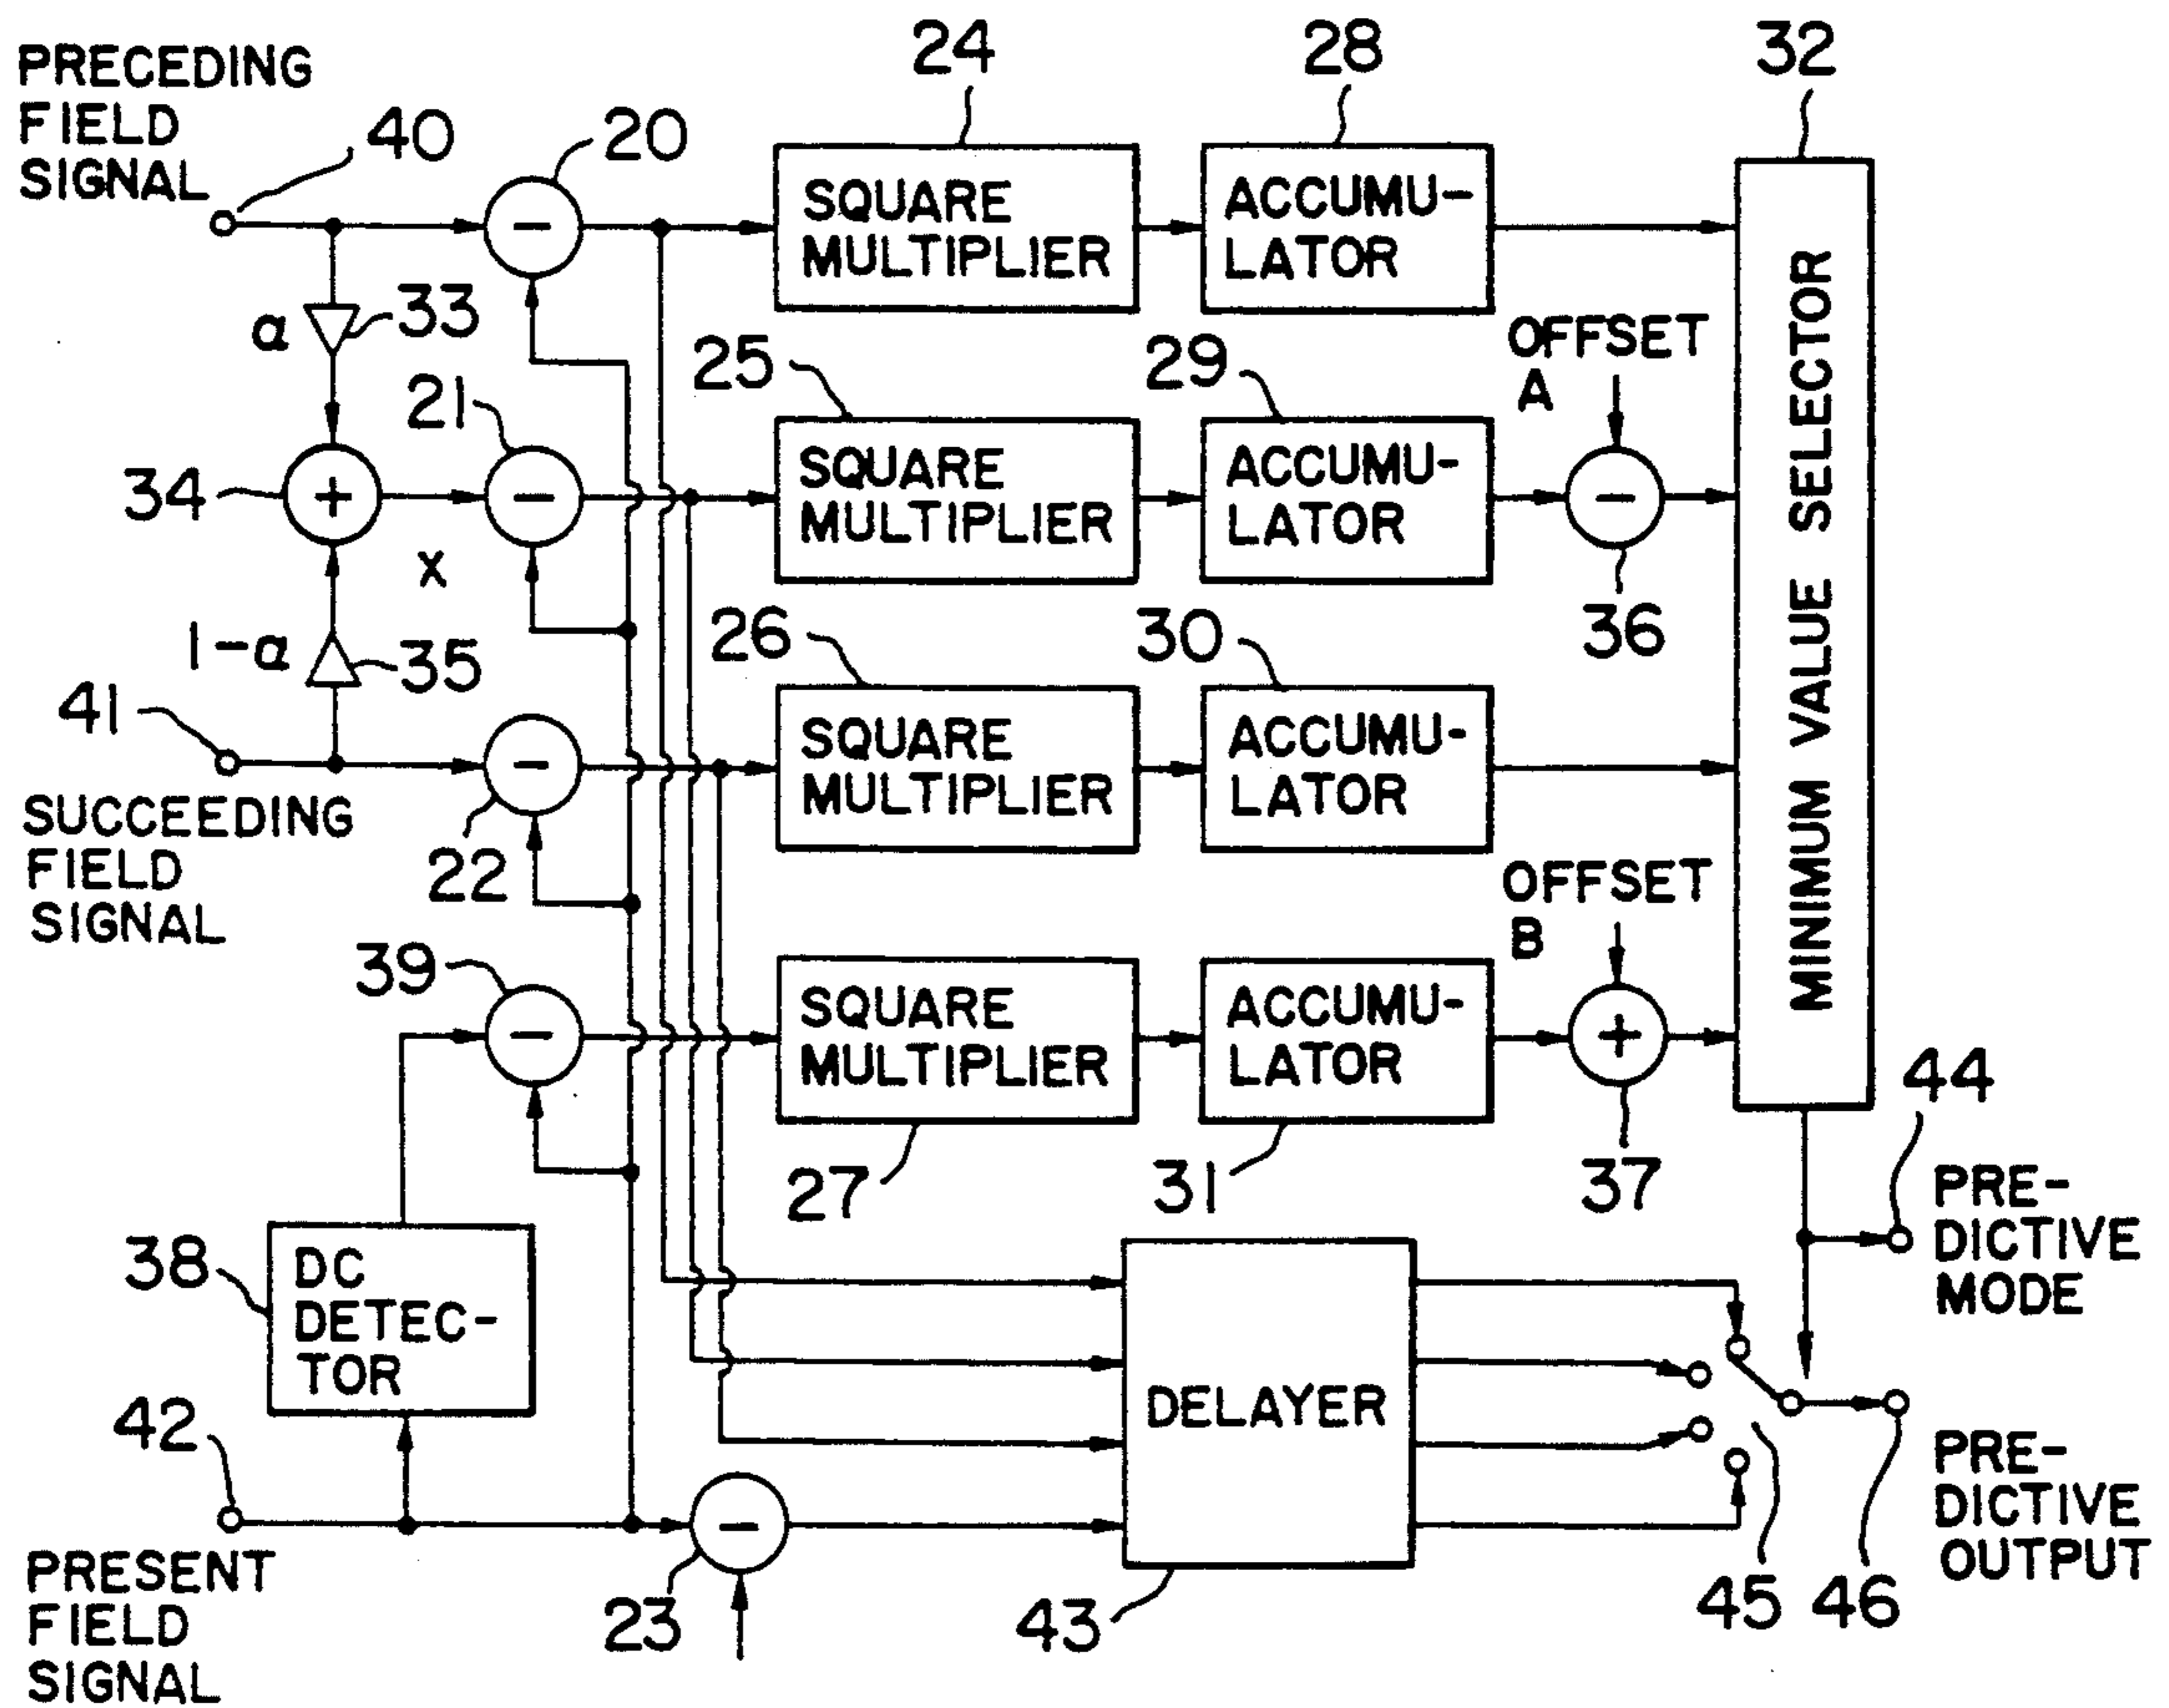 PRECEDING
FIELD
SIGNAL
40
20
24
28
32
SQUARE
MULTIPLIER
ACCUMU-
LATOR
α
33
25
29
OFFSET
A
21
34
+
−
SQUARE
MULTIPLIER
ACCUMU-
LATOR
−
MINIMUM VALUE SELECTOR
x
36
1-α
35
26
30
41
−
SQUARE
MULTIPLIER
ACCUMU-
LATOR
SUCCEEDING
FIELD
SIGNAL
22
OFFSET
B
39
−
SQUARE
MULTIPLIER
ACCUMU-
LATOR
+
44
27
31
37
PRE-
DICTIVE
MODE
38
DC
DETEC-
TOR
DELAYER
42
−
PRE-
DICTIVE
OUTPUT
PRESENT
FIELD
SIGNAL
23
43
45
46